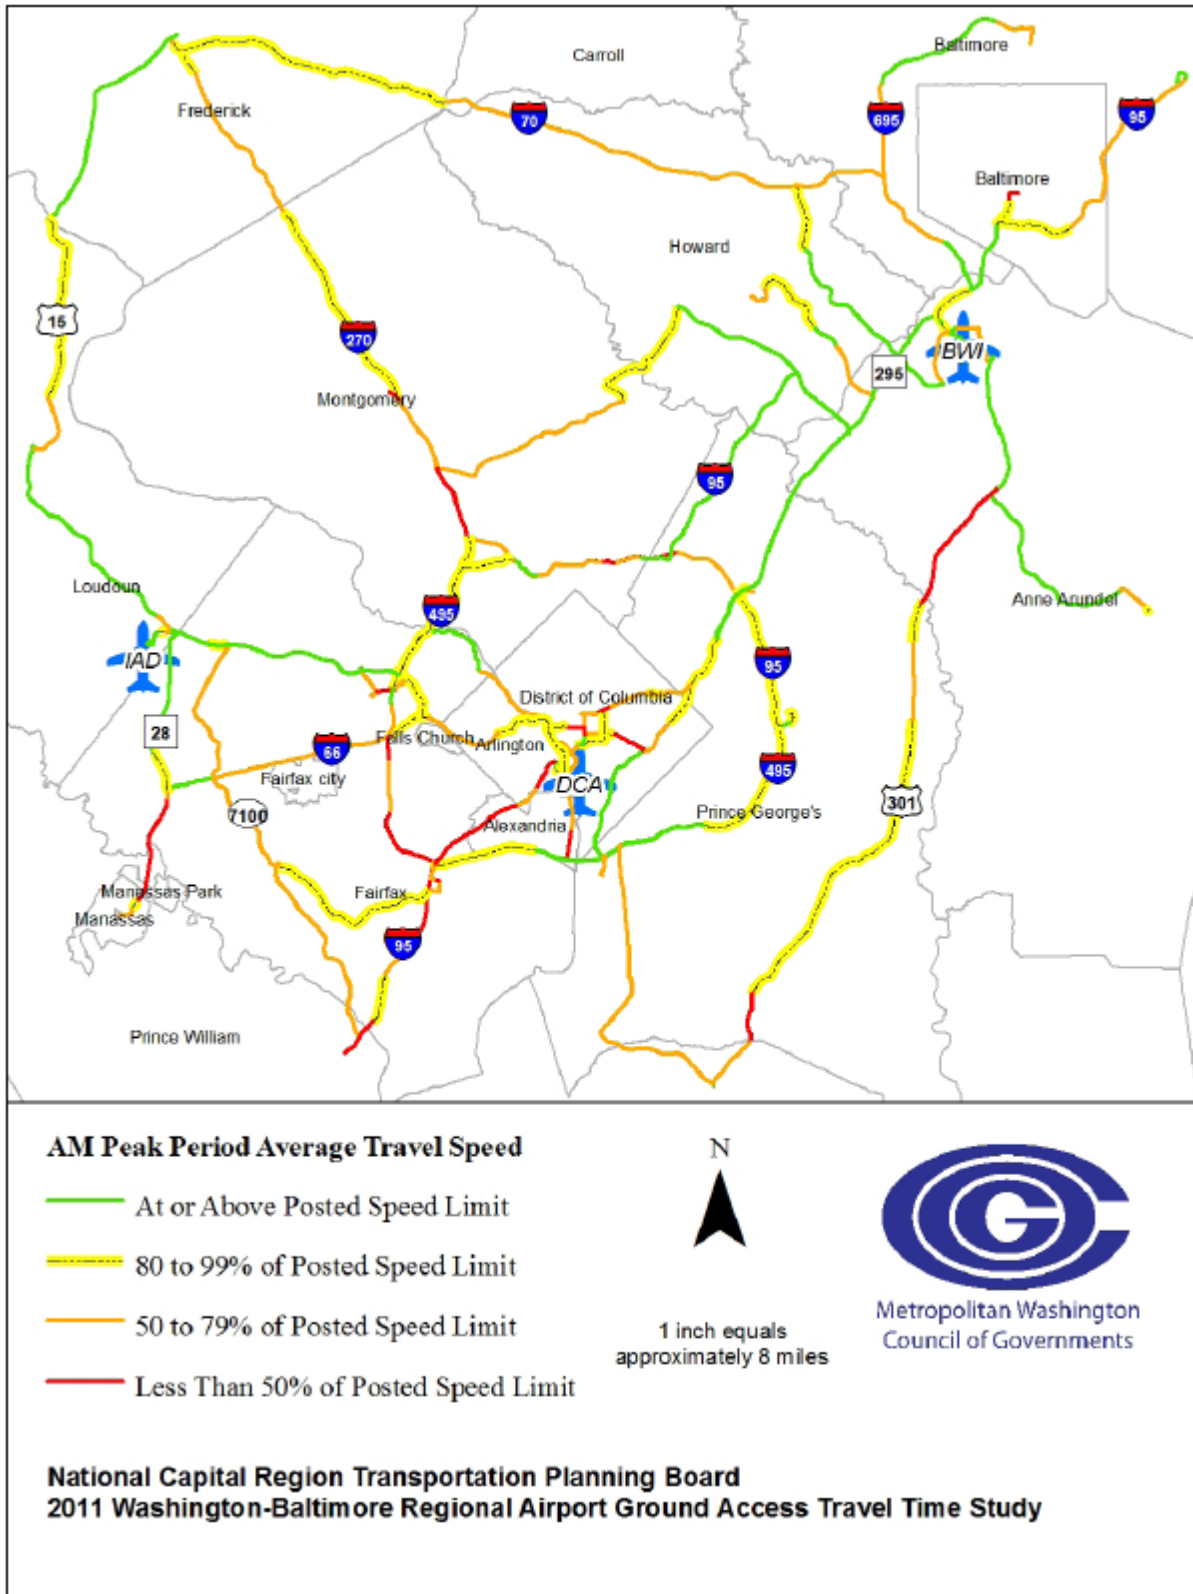 Carroll
Baltimore
Frederick
70
695
95
Baltimore
Howard
15
270
BWI
295
Montgomery
95
Loudoun
495
Anne Arundel
IAD
95
District of Columbia
28
Falls Church
Arlington
66
Fairfax city
DCA
495
7100
301
Prince George's
Alexandria
Manassas Park
Fairfax
Manassas
95
Prince William
AM Peak Period Average Travel Speed
At or Above Posted Speed Limit
80 to 99% of Posted Speed Limit
50 to 79% of Posted Speed Limit
Less Than 50% of Posted Speed Limit
N
1 inch equals
approximately 8 miles
COG
Metropolitan Washington
Council of Governments
National Capital Region Transportation Planning Board
2011 Washington-Baltimore Regional Airport Ground Access Travel Time Study